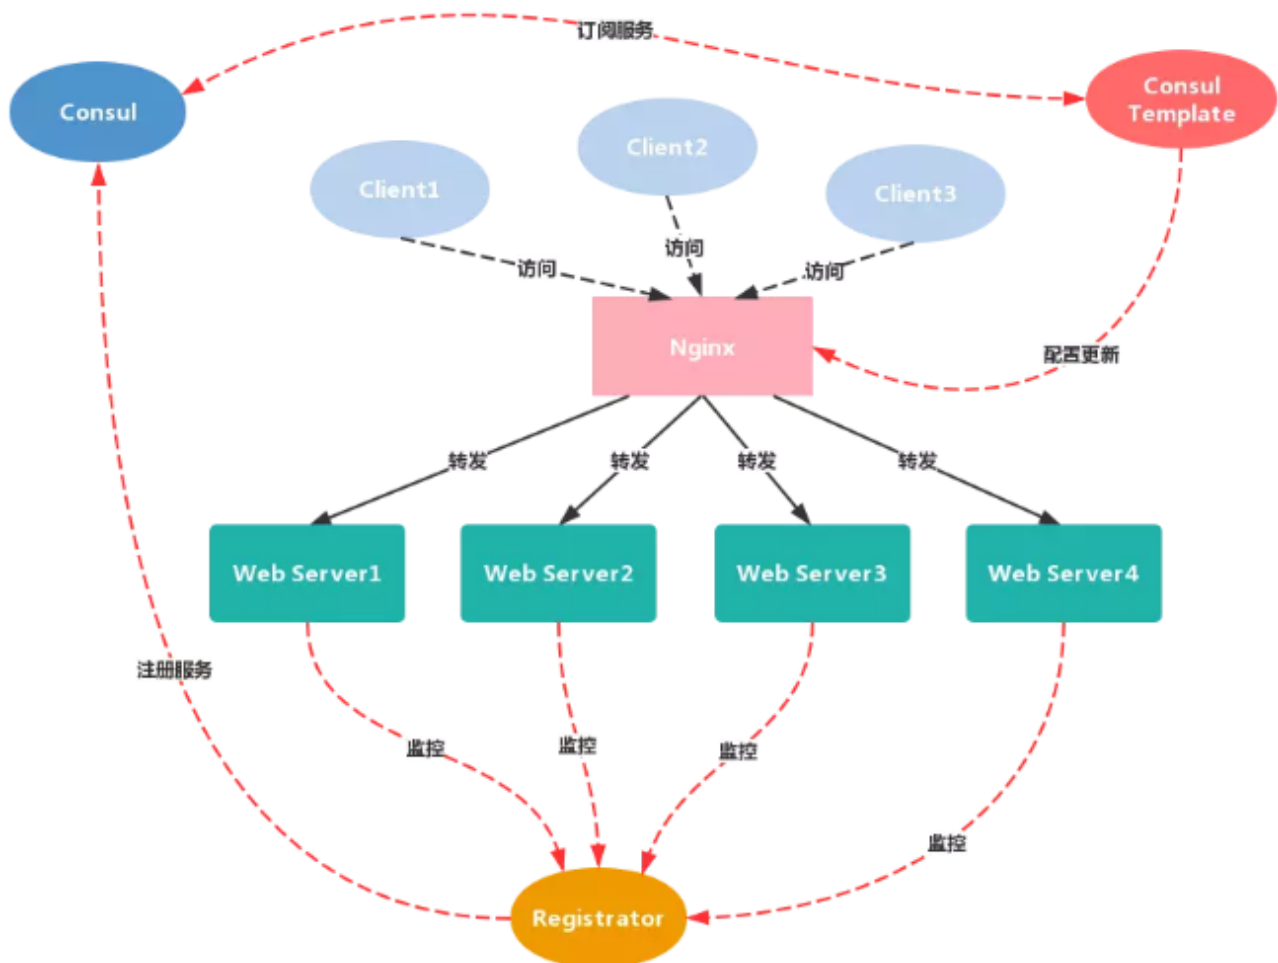 订阅服务
Consul
Consul
Template
Client1
Client2
Client3
访问
访问
访问
Nginx
配置更新
转发
转发
转发
转发
Web Server1
Web Server2
Web Server3
Web Server4
注册服务
监控
监控
监控
监控
Registrator